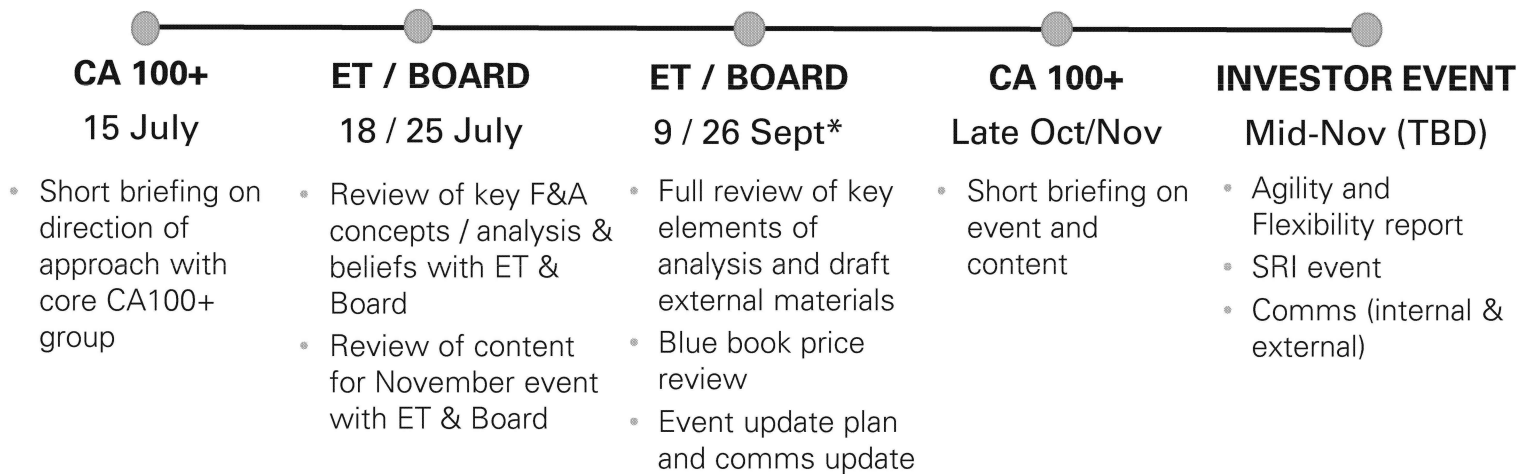 CA 100+
15 July
• Short briefing on
direction of
approach with
core CA100+
group
ET / BOARD
18 / 25 July
• Review of key F&A
concepts / analysis &
beliefs with ET &
Board
• Review of content
for November event
with ET & Board
ET / BOARD
9 / 26 Sept*
• Full review of key
elements of
analysis and draft
external materials
• Blue book price
review
• Event update plan
and comms update
CA 100+
Late Oct/Nov
• Short briefing on
event and
content
INVESTOR EVENT
Mid-Nov (TBD)
• Agility and
Flexibility report
• SRI event
• Comms (internal &
external)